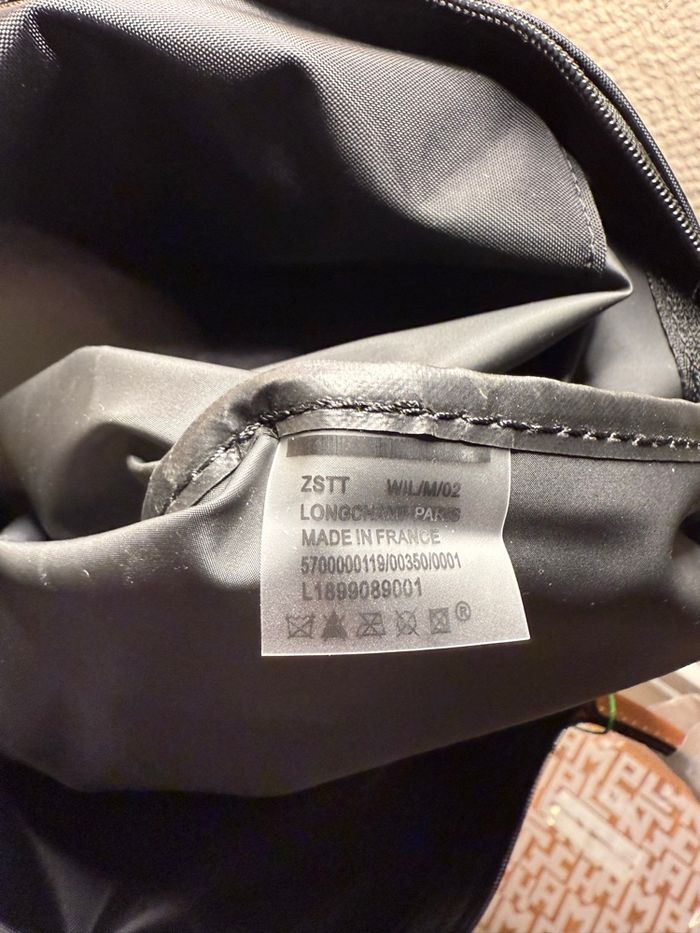 ZSTT WIL/M/02
LONGCHAMP PARIS
MADE IN FRANCE
5700000119/00350/0001
L1899089001
®